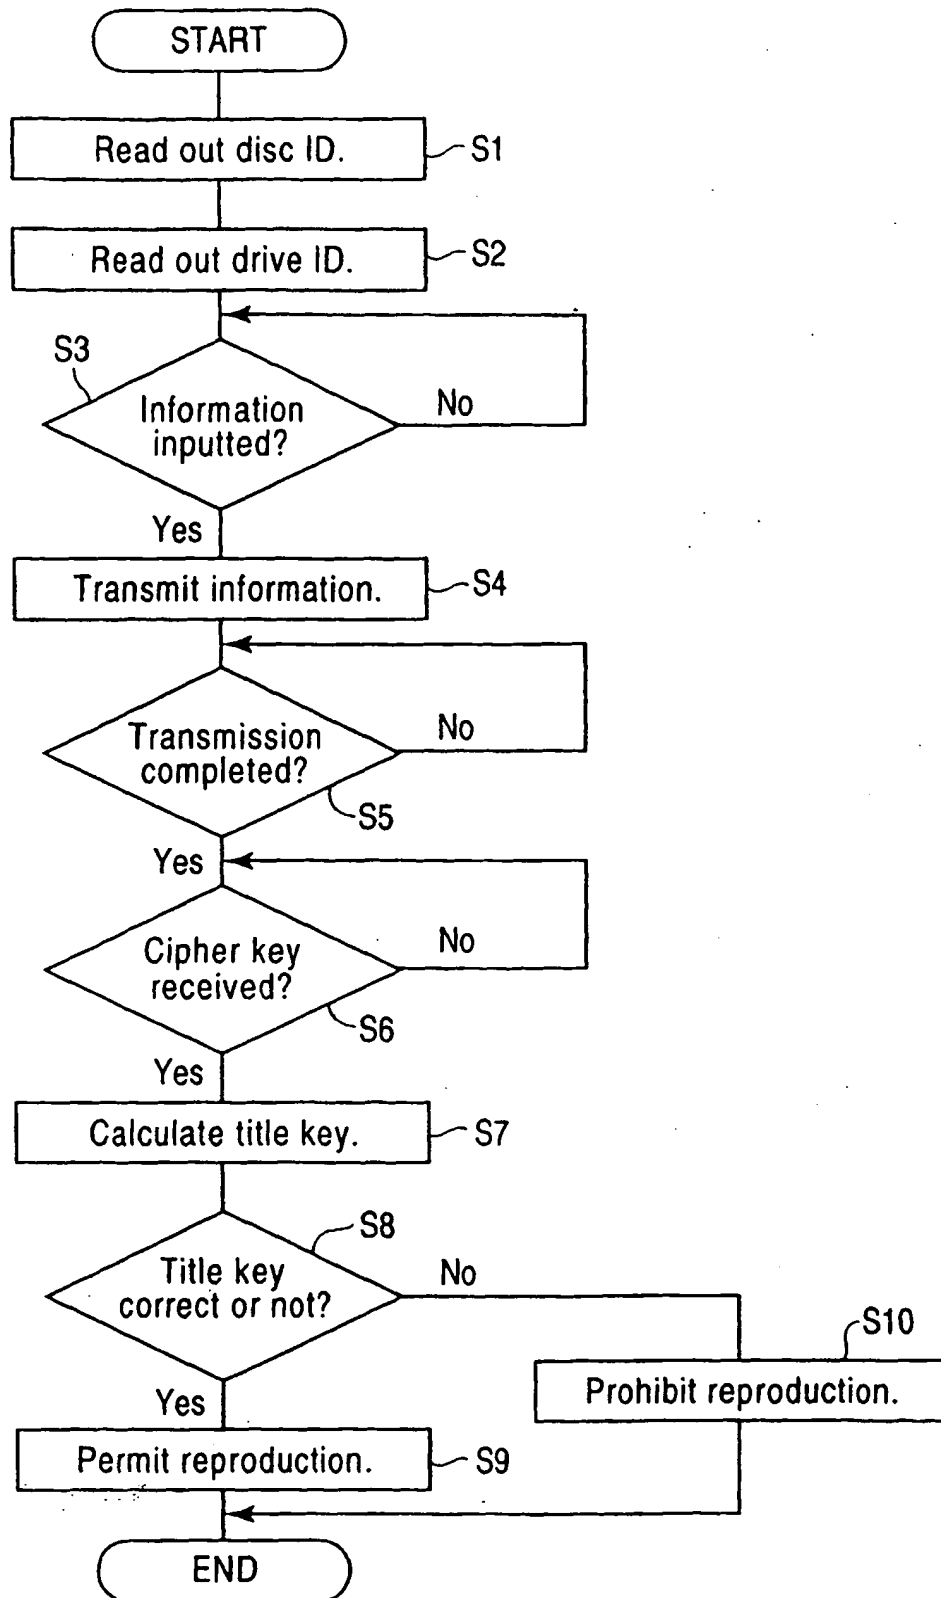 START
Read out disc ID.
S1
Read out drive ID.
S2
S3
Information
inputted?
No
Yes
Transmit information.
S4
Transmission
completed?
No
S5
Yes
Cipher key
received?
No
S6
Yes
Calculate title key.
S7
S8
Title key
correct or not?
No
S10
Prohibit reproduction.
Yes
Permit reproduction.
S9
END